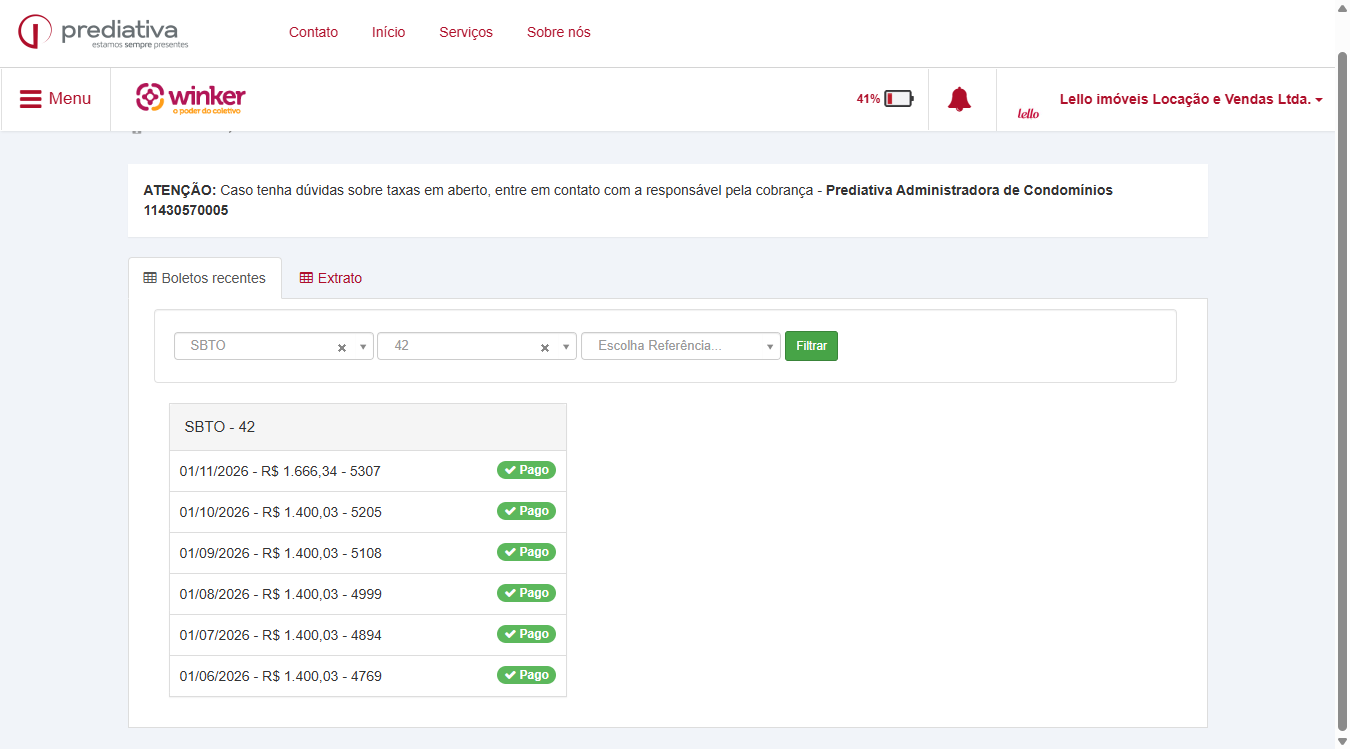 prediativa
estamos sempre presentes
Contato Início Serviços Sobre nós
Menu
winker
o poder do coletivo
41%
lello
Lello imóveis Locação e Vendas Ltda.
ATENÇÃO: Caso tenha dúvidas sobre taxas em aberto, entre em contato com a responsável pela cobrança - Prediativa Administradora de Condomínios
11430570005
Boletos recentes Extrato
SBTO × 42 × Escolha Referência... Filtrar
SBTO - 42
01/11/2026 - R$ 1.666,34 - 5307 Pago
01/10/2026 - R$ 1.400,03 - 5205 Pago
01/09/2026 - R$ 1.400,03 - 5108 Pago
01/08/2026 - R$ 1.400,03 - 4999 Pago
01/07/2026 - R$ 1.400,03 - 4894 Pago
01/06/2026 - R$ 1.400,03 - 4769 Pago